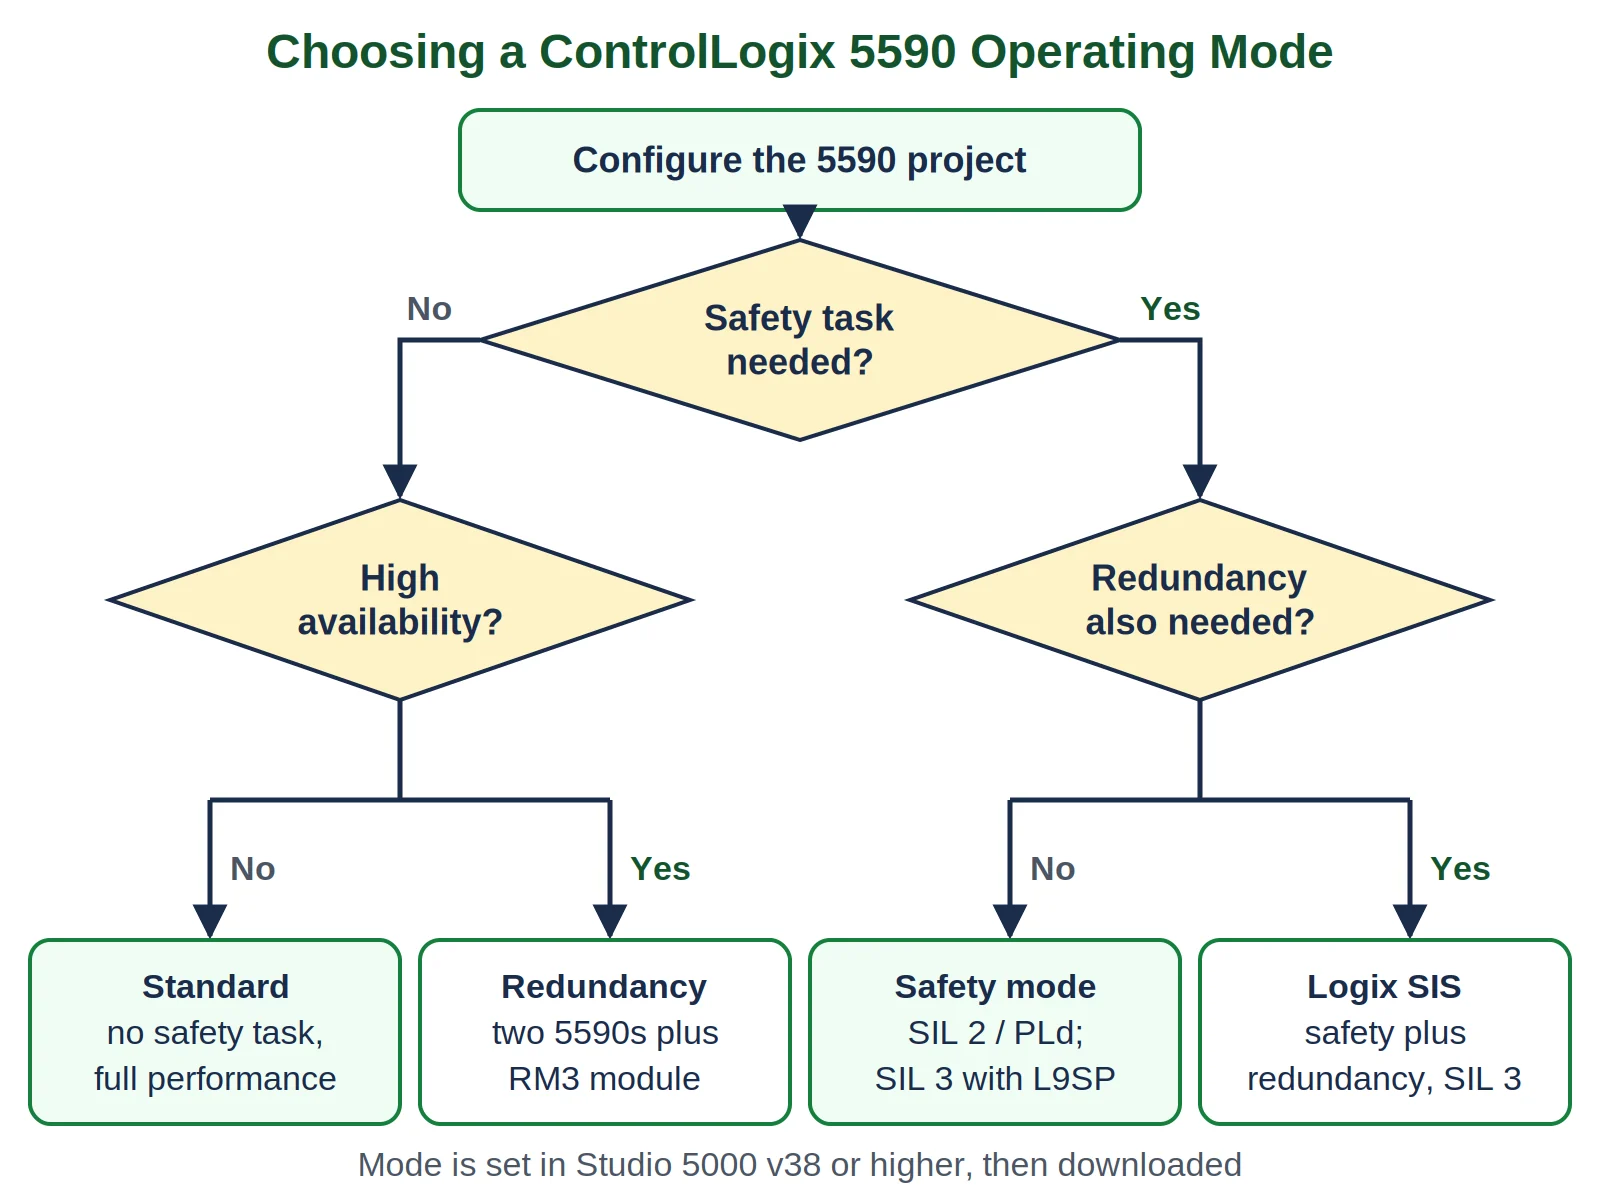 Choosing a ControlLogix 5590 Operating Mode
Configure the 5590 project
Safety task
needed?
No
Yes
High
availability?
Redundancy
also needed?
No
Yes
No
Yes
Standard
no safety task,
full performance
Redundancy
two 5590s plus
RM3 module
Safety mode
SIL 2 / PLd;
SIL 3 with L9SP
Logix SIS
safety plus
redundancy, SIL 3
Mode is set in Studio 5000 v38 or higher, then downloaded